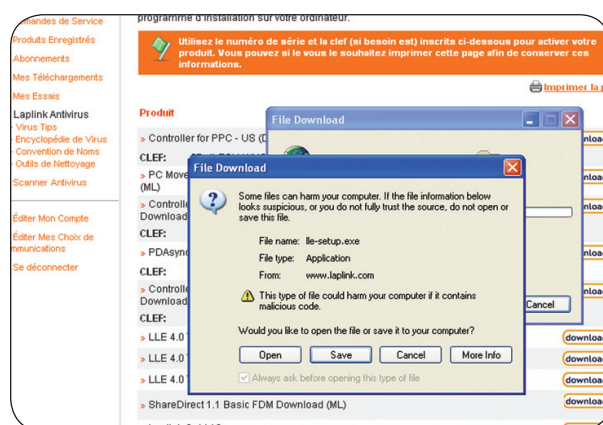 Demandes de Service
Produits Enregistrés
Abonnements
Mes Téléchargements
Mes Essais
Laplink Antivirus
Virus Tips
Encyclopédie de Virus
Convention de Noms
Outils de Nettoyage
Scanner Antivirus
Éditer Mon Compte
Éditer Mes Choix de
mmunications
Se déconnecter
programme d'installation sur votre ordinateur.
Utilisez le numéro de série et la clef (si besoin est) inscrits ci-dessous pour activer votre
produit. Vous pouvez si le vous le souhaitez imprimer cette page afin de conserver ces
informations.
Imprimer la p
Produit
» Controller for PPC - US (D
CLEF:
» PC Move
(ML)
» Controlle
Download
CLEF:
» PDAsync
CLEF:
» Controlle
Download
CLEF:
» LLE 4.0
» LLE 4.0
» LLE 4.0
» ShareDirect 1.1 Basic FDM Download (ML)
nloa
nloa
nloa
nloa
nloa
downloa
downloa
downloa
downloa
File Download
Cancel
File Download
Some files can harm your computer. If the file information below
looks suspicious, or you do not fully trust the source, do not open or
save this file.
File name: lle-setup.exe
File type: Application
From: www.laplink.com
This type of file could harm your computer if it contains
malicious code.
Would you like to open the file or save it to your computer?
Open Save Cancel More Info
Always ask before opening this type of file